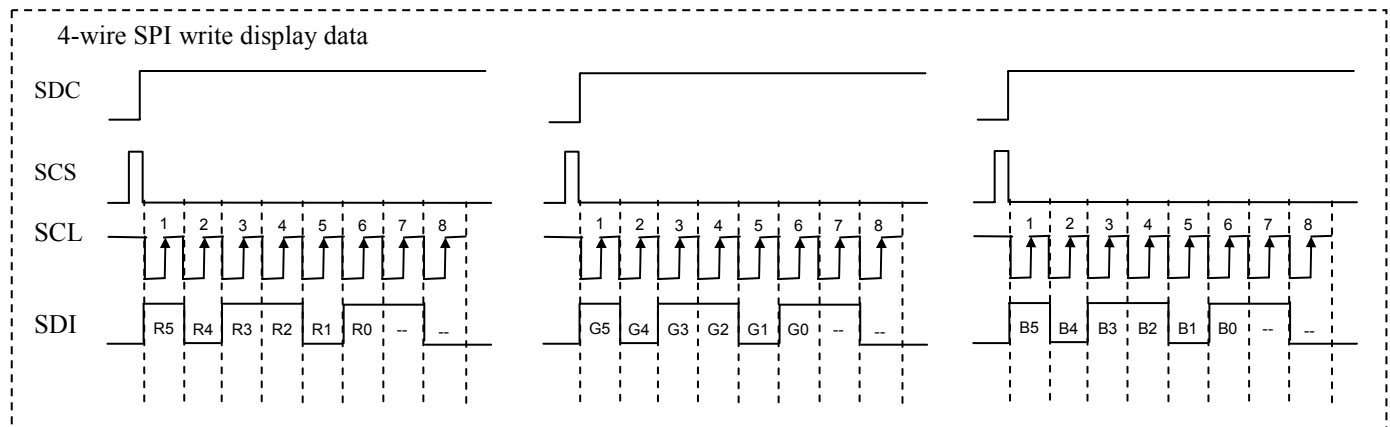 4-wire SPI write display data
SDC
SCS
SCL 1 2 3 4 5 6 7 8 1 2 3 4 5 6 7 8 1 2 3 4 5 6 7 8
SDI R5 R4 R3 R2 R1 R0 -- -- G5 G4 G3 G2 G1 G0 -- -- B5 B4 B3 B2 B1 B0 -- --